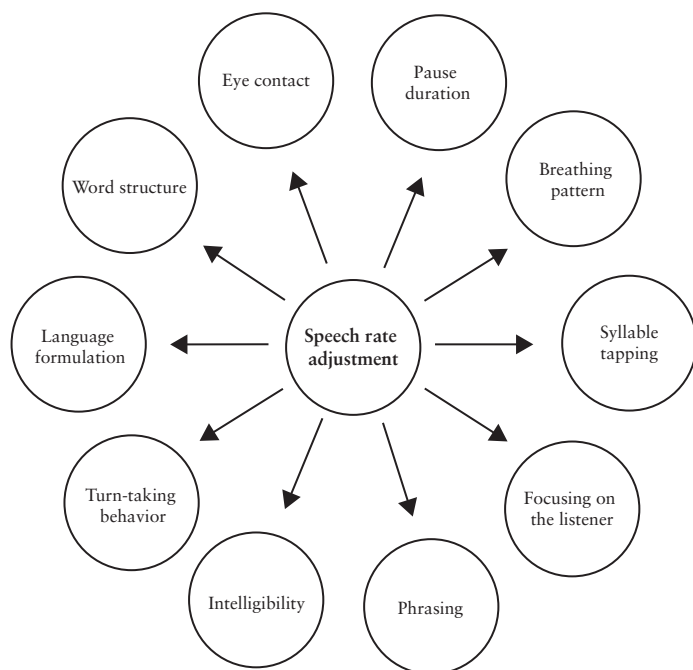 Eye contact
Pause
duration
Breathing
pattern
Word structure
Syllable
tapping
Language
formulation
Speech rate
adjustment
Focusing on
the listener
Turn-taking
behavior
Intelligibility
Phrasing